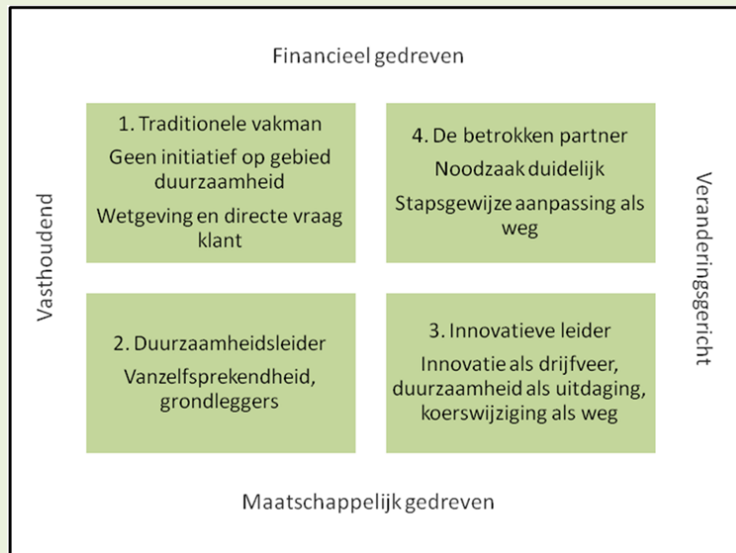 Financieel gedreven
1. Traditionele vakman
Geen initiatief op gebied
duurzaamheid
Wetgeving en directe vraag
klant
4. De betrokken partner
Noodzaak duidelijk
Stapsgewijze aanpassing als
weg
Vasthoudend
Veranderingsgericht
2. Duurzaamheidsleider
Vanzelfsprekendheid,
grondleggers
3. Innovatieve leider
Innovatie als drijfveer,
duurzaamheid als uitdaging,
koerswijziging als weg
Maatschappelijk gedreven